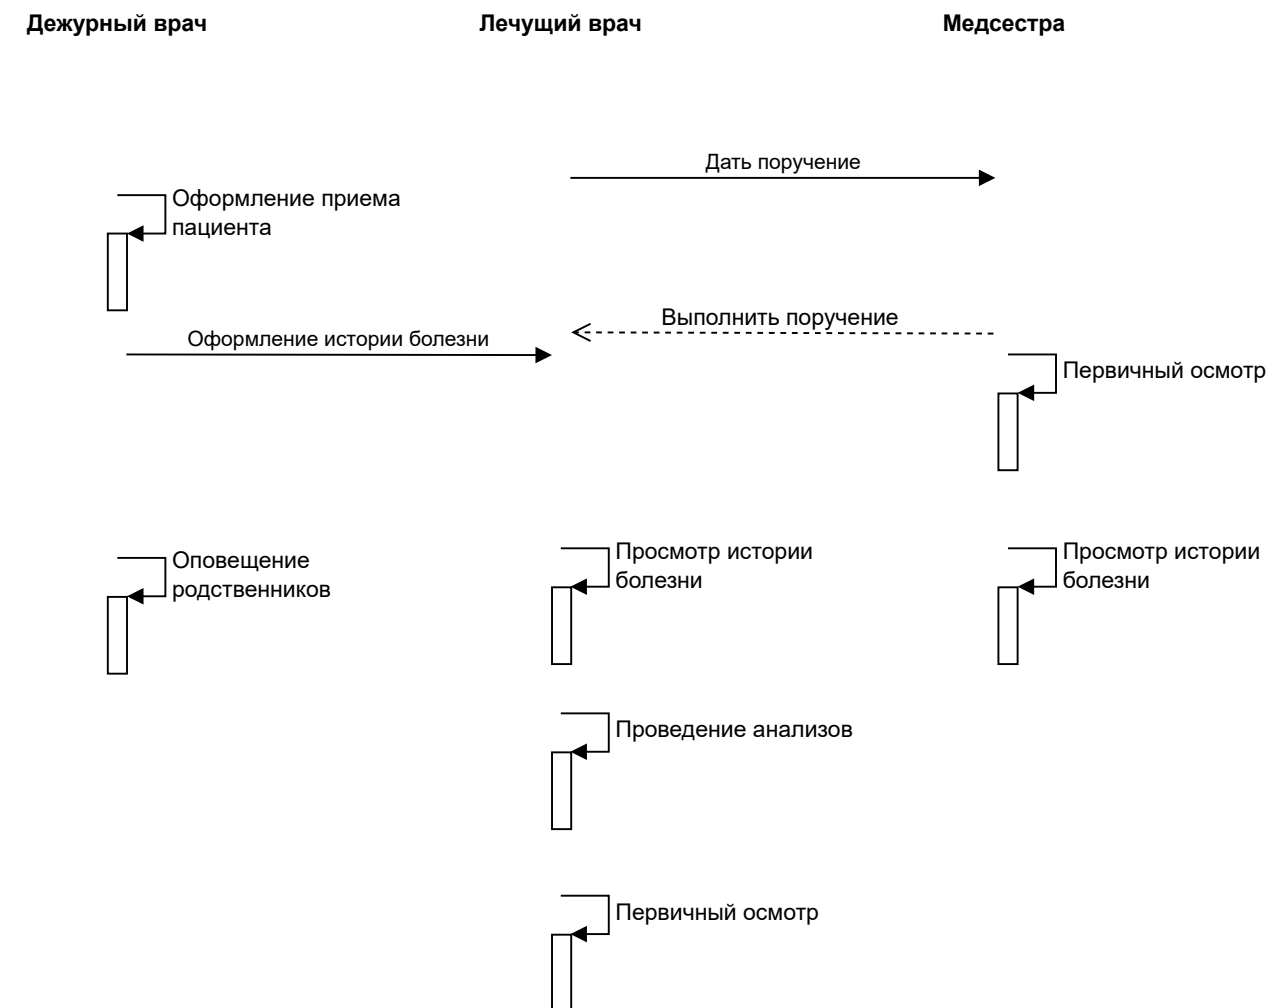 Дежурный врач
Лечущий врач
Медсестра
Дать поручение
Оформление приема
пациента
Выполнить поручение
Оформление истории болезни
Первичный осмотр
Оповещение
родственников
Просмотр истории
болезни
Просмотр истории
болезни
Проведение анализов
Первичный осмотр